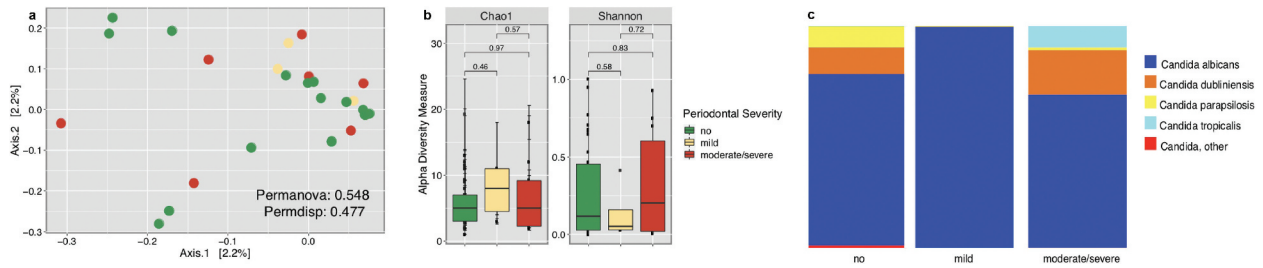 a
0.2
0.1
0.0
−0.1
−0.2
−0.3
Axis.2 [2.2%]
−0.3
−0.2
−0.1
0.0
Axis.1 [2.2%]
Permanova: 0.548
Permdisp: 0.477
b
Chao1
Shannon
Alpha Diversity Measure
30
20
10
0
0.57
0.97
0.46
1.0
0.5
0.0
0.72
0.83
0.58
Periodontal Severity
no
mild
moderate/severe
c
no
mild
moderate/severe
Candida albicans
Candida dubliniensis
Candida parapsilosis
Candida tropicalis
Candida, other